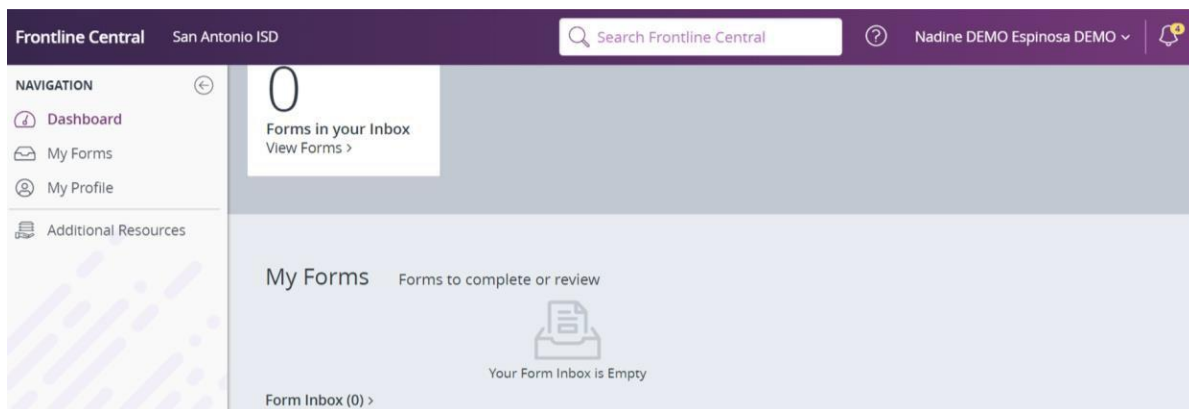 Frontline Central San Antonio ISD Search Frontline Central Nadine DEMO Espinosa DEMO 4
NAVIGATION
Dashboard
My Forms
My Profile
Additional Resources
0
Forms in your Inbox
View Forms >
My Forms Forms to complete or review
Your Form Inbox is Empty
Form Inbox (0) >